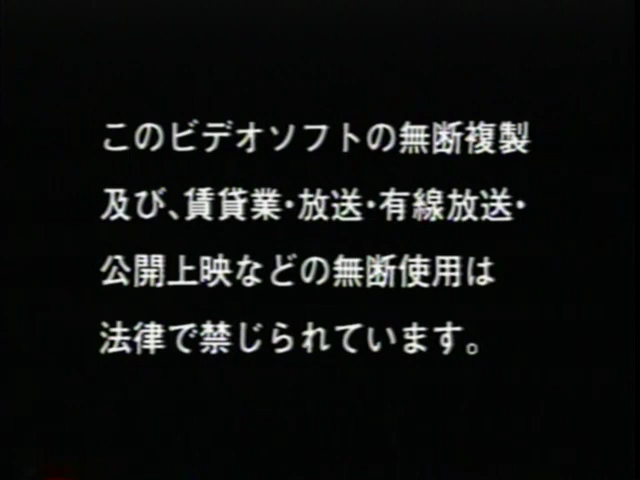 このビデオソフトの無断複製
及び、賃貸業・放送・有線放送・
公開上映などの無断使用は
法律で禁じられています。